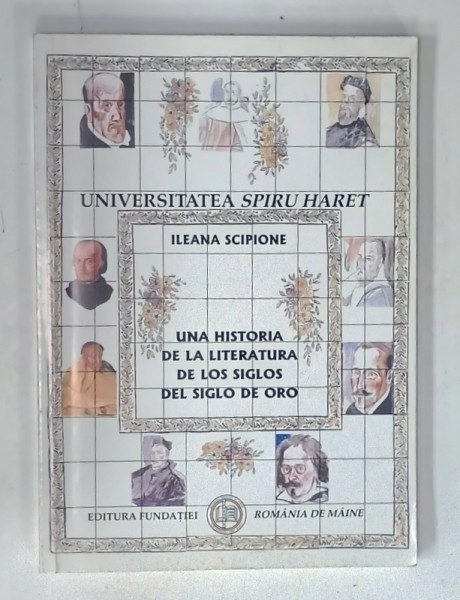 UNIVERSITATEA SPIRU HARET
ILEANA SCIPIONE
UNA HISTORIA
DE LA LITERATURA
DE LOS SIGLOS
DEL SIGLO DE ORO
EDITURA FUNDAȚIEI ROMÂNIA DE MÂINE